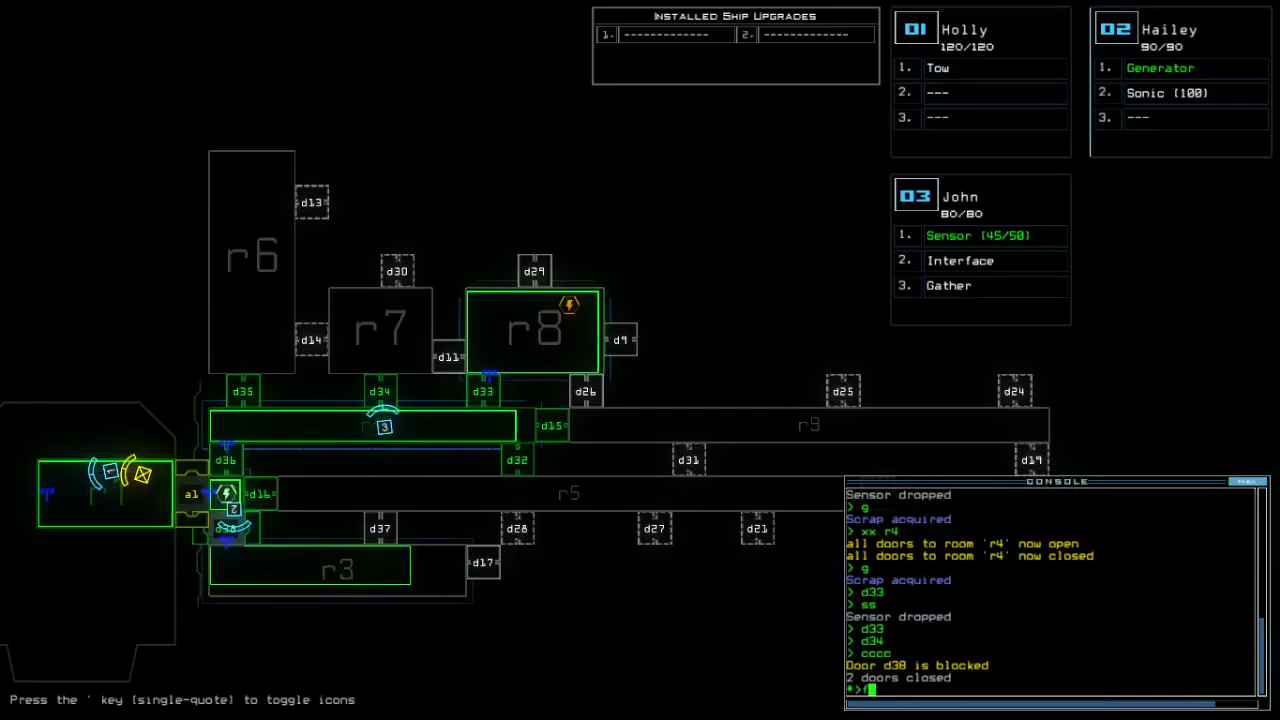 Installed Ship Upgrades
1. ------------- 2. -------------
01 Holly
120/120
1. Tow
2. ---
3. ---
02 Hailey
90/90
1. Generator
2. Sonic (100)
3. ---
03 John
80/80
1. Sensor (45/50)
2. Interface
3. Gather
d13
r6
d30
d29
r7
r8
d14
d11
d9
d35
d34
d33
d26
d25
d24
3
d15
r9
d36
d32
d31
d19
1
a1
2
d16
r5
d38
d37
d28
d27
d21
r3
d17
CONSOLE
Sensor dropped
> g
Scrap acquired
> xx r4
all doors to room 'r4' now open
all doors to room 'r4' now closed
> g
Scrap acquired
> d33
> ss
Sensor dropped
> d33
> d34
> cccc
Door d38 is blocked
2 doors closed
*>f
Press the ' key (single-quote) to toggle icons